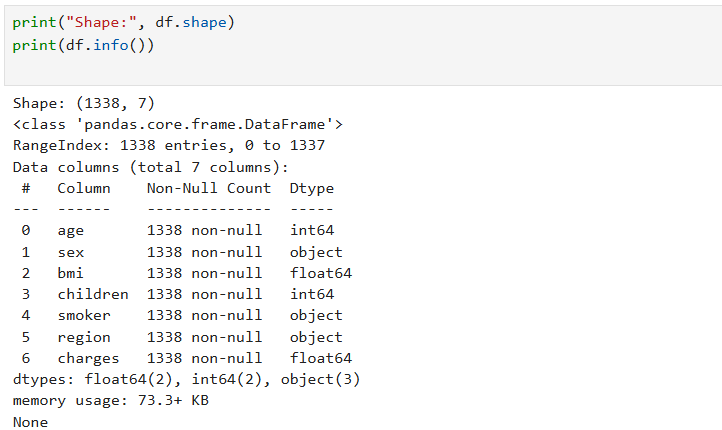 print("Shape:", df.shape)
print(df.info())
Shape: (1338, 7)
<class 'pandas.core.frame.DataFrame'>
RangeIndex: 1338 entries, 0 to 1337
Data columns (total 7 columns):
 #   Column    Non-Null Count  Dtype
---  ------    --------------  -----
 0   age       1338 non-null   int64
 1   sex       1338 non-null   object
 2   bmi       1338 non-null   float64
 3   children  1338 non-null   int64
 4   smoker    1338 non-null   object
 5   region    1338 non-null   object
 6   charges   1338 non-null   float64
dtypes: float64(2), int64(2), object(3)
memory usage: 73.3+ KB
None